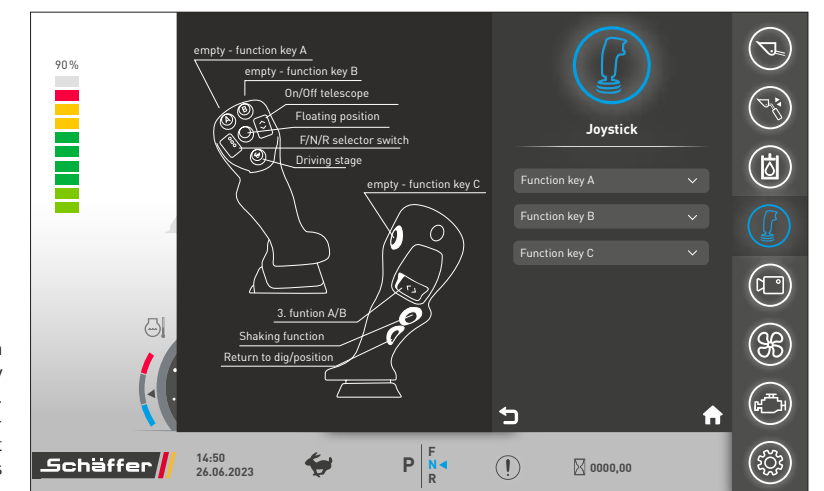 90 %
empty - function key A
empty - function key B
On/Off telescope
Floating position
F/N/R selector switch
Driving stage
empty - function key C
A
B
3. funtion A/B
Shaking function
Return to dig/position
Joystick
Function key A
Function key B
Function key C
Schäffer
14:50
26.06.2023
P
F
N
R
0000,00